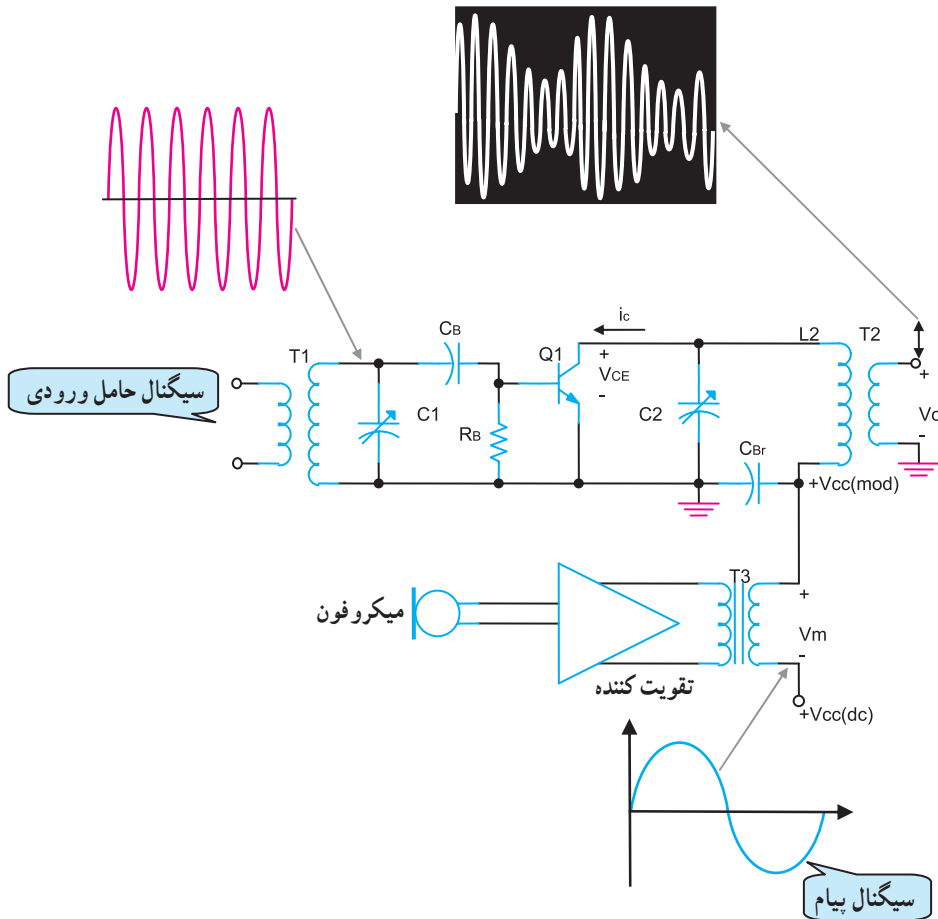 T1
CB
Q1
ic
+
VCE
-
L2
T2
+
سیگنال حامل ورودی
C1
RB
C2
CBr
Vo
-
+Vcc(mod)
میکروفون
T3
+
Vm
-
تقویت کننده
+Vcc(dc)
سیگنال پیام